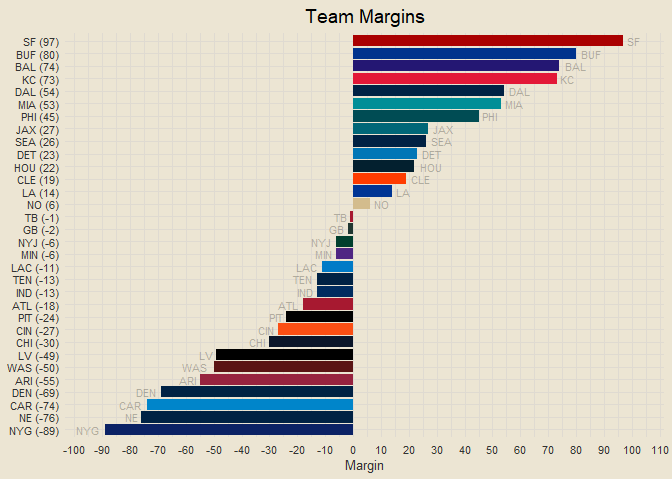 Team Margins
SF (97) SF
BUF (80) BUF
BAL (74) BAL
KC (73) KC
DAL (54) DAL
MIA (53) MIA
PHI (45) PHI
JAX (27) JAX
SEA (26) SEA
DET (23) DET
HOU (22) HOU
CLE (19) CLE
LA (14) LA
NO (6) NO
TB (-1) TB
GB (-2) GB
NYJ (-6) NYJ
MIN (-6) MIN
LAC (-11) LAC
TEN (-13) TEN
IND (-13) IND
ATL (-18) ATL
PIT (-24) PIT
CIN (-27) CIN
CHI (-30) CHI
LV (-49) LV
WAS (-50) WAS
ARI (-55) ARI
DEN (-69) DEN
CAR (-74) CAR
NE (-76) NE
NYG (-89) NYG
-100 -90 -80 -70 -60 -50 -40 -30 -20 -10 0 10 20 30 40 50 60 70 80 90 100 110
Margin